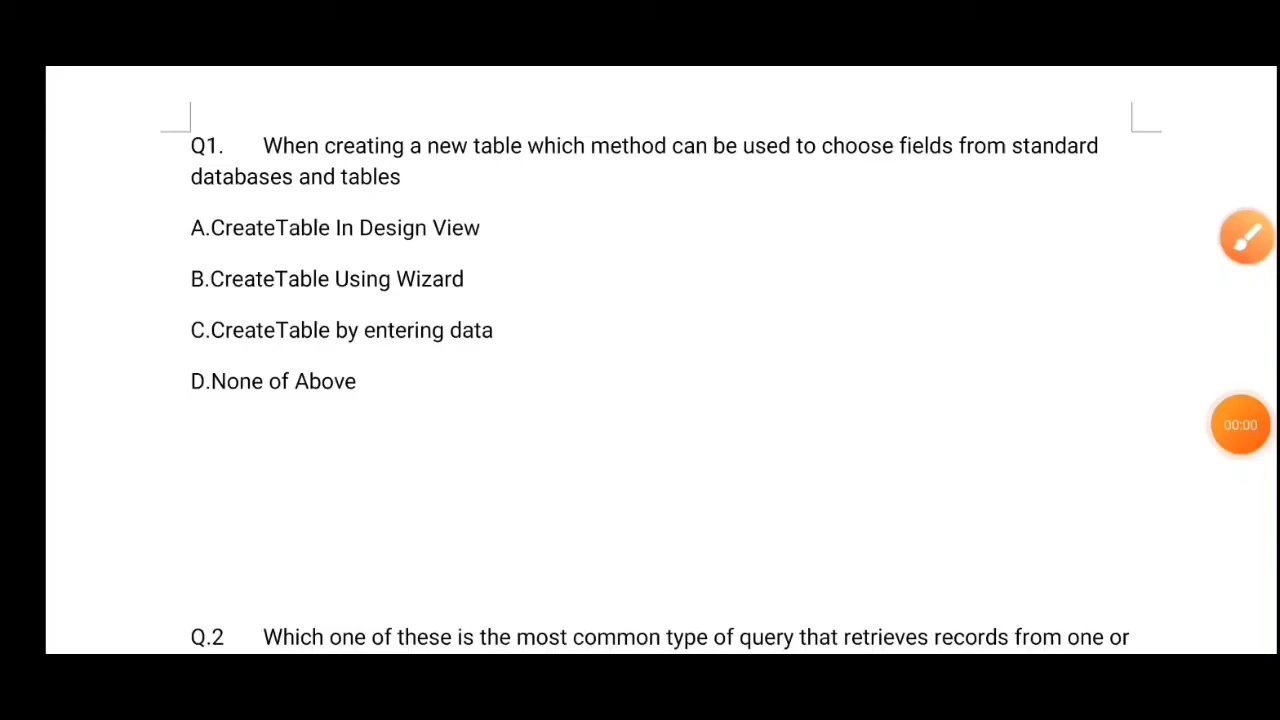 Q1. When creating a new table which method can be used to choose fields from standard
databases and tables
A.CreateTable In Design View
B.CreateTable Using Wizard
C.CreateTable by entering data
D.None of Above
00:00
Q.2 Which one of these is the most common type of query that retrieves records from one or